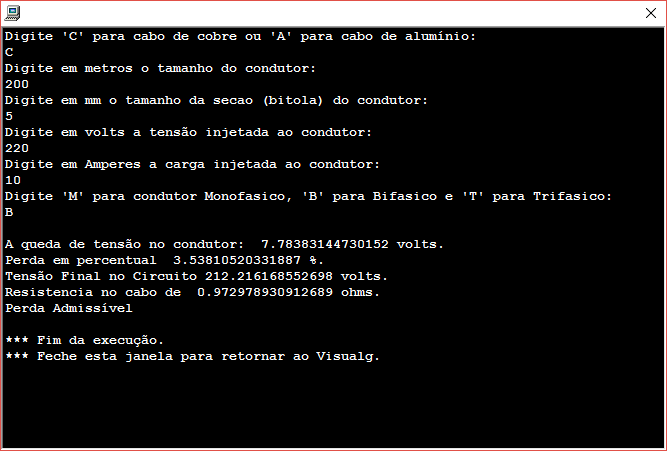 Digite 'C' para cabo de cobre ou 'A' para cabo de alumínio:
C
Digite em metros o tamanho do condutor:
200
Digite em mm o tamanho da secao (bitola) do condutor:
5
Digite em volts a tensão injetada ao condutor:
220
Digite em Amperes a carga injetada ao condutor:
10
Digite 'M' para condutor Monofasico, 'B' para Bifasico e 'T' para Trifasico:
B
A queda de tensão no condutor:  7.78383144730152 volts.
Perda em percentual  3.53810520331887 %.
Tensão Final no Circuito 212.216168552698 volts.
Resistencia no cabo de  0.972978930912689 ohms.
Perda Admissível
*** Fim da execução.
*** Feche esta janela para retornar ao Visualg.